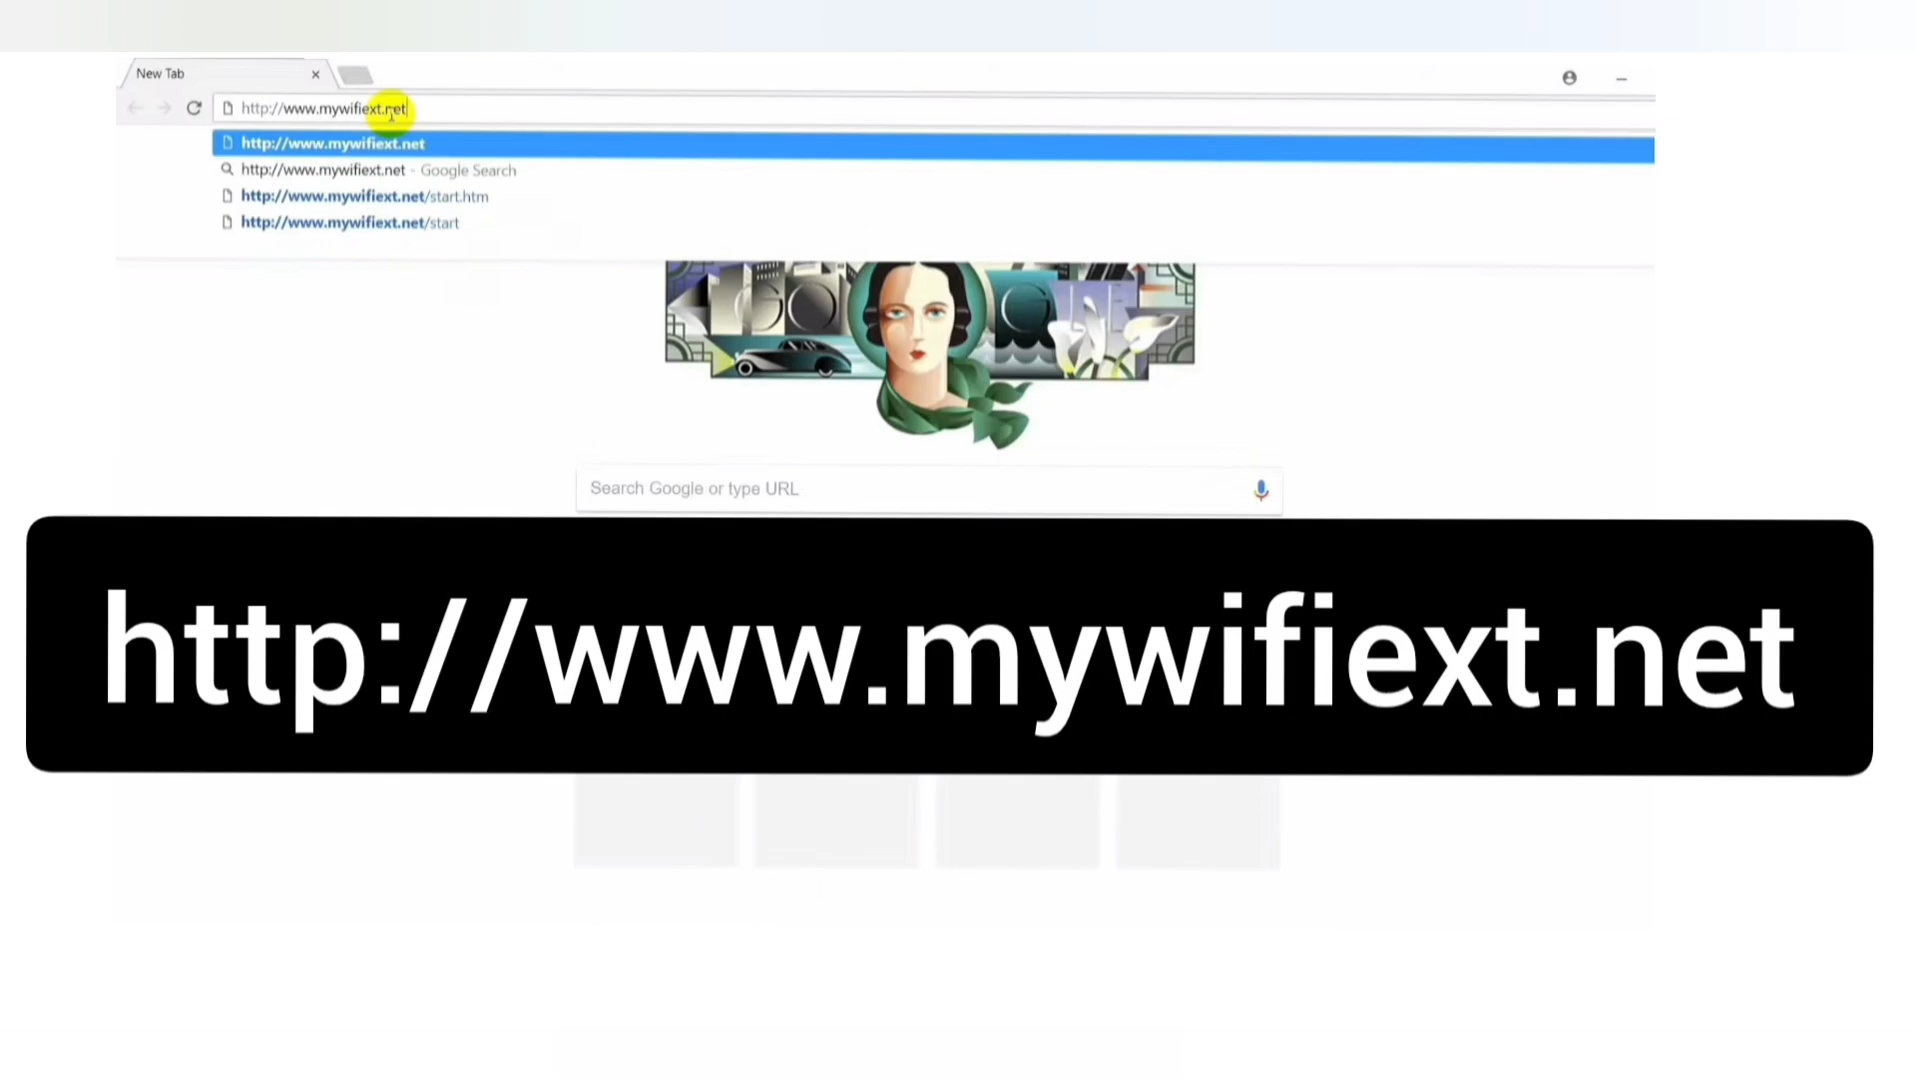 New Tab
http://www.mywifiext.net
http://www.mywifiext.net
http://www.mywifiext.net - Google Search
http://www.mywifiext.net/start.htm
http://www.mywifiext.net/start
Search Google or type URL
http://www.mywifiext.net